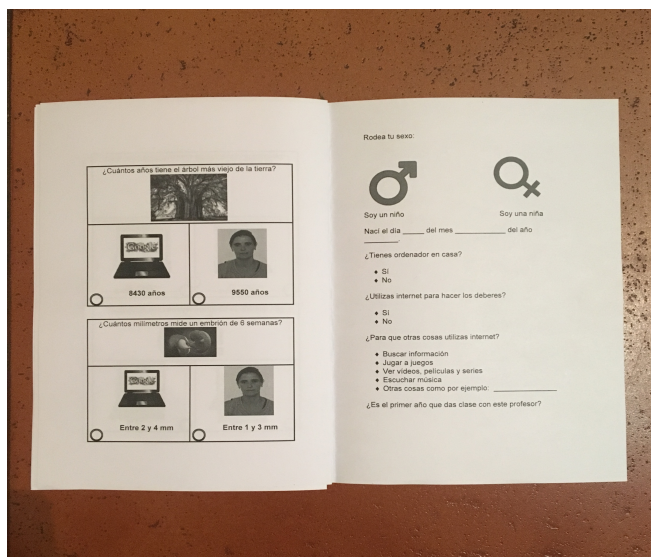 ¿Cuántos años tiene el árbol más viejo de la tierra?
Google
8430 años
9550 años
¿Cuántos milímetros mide un embrión de 6 semanas?
Google
Entre 2 y 4 mm
Entre 1 y 3 mm
Rodea tu sexo:
Soy un niño
Soy una niña
Nací el día _____ del mes ____________ del año
________.
¿Tienes ordenador en casa?
♦ Sí
♦ No
¿Utilizas internet para hacer los deberes?
♦ Sí
♦ No
¿Para que otras cosas utilizas internet?
♦ Buscar información
♦ Jugar a juegos
♦ Ver vídeos, películas y series
♦ Escuchar música
♦ Otras cosas como por ejemplo: _______________
¿Es el primer año que das clase con este profesor?